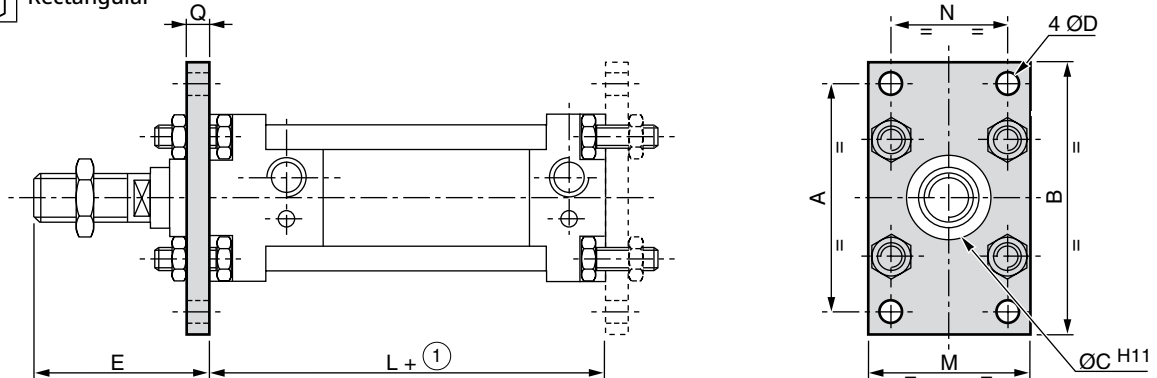 Rectangular
Q
N
= =
4 ØD
A
=
=
B
=
=
E
L + ①
M
= =
ØC H11